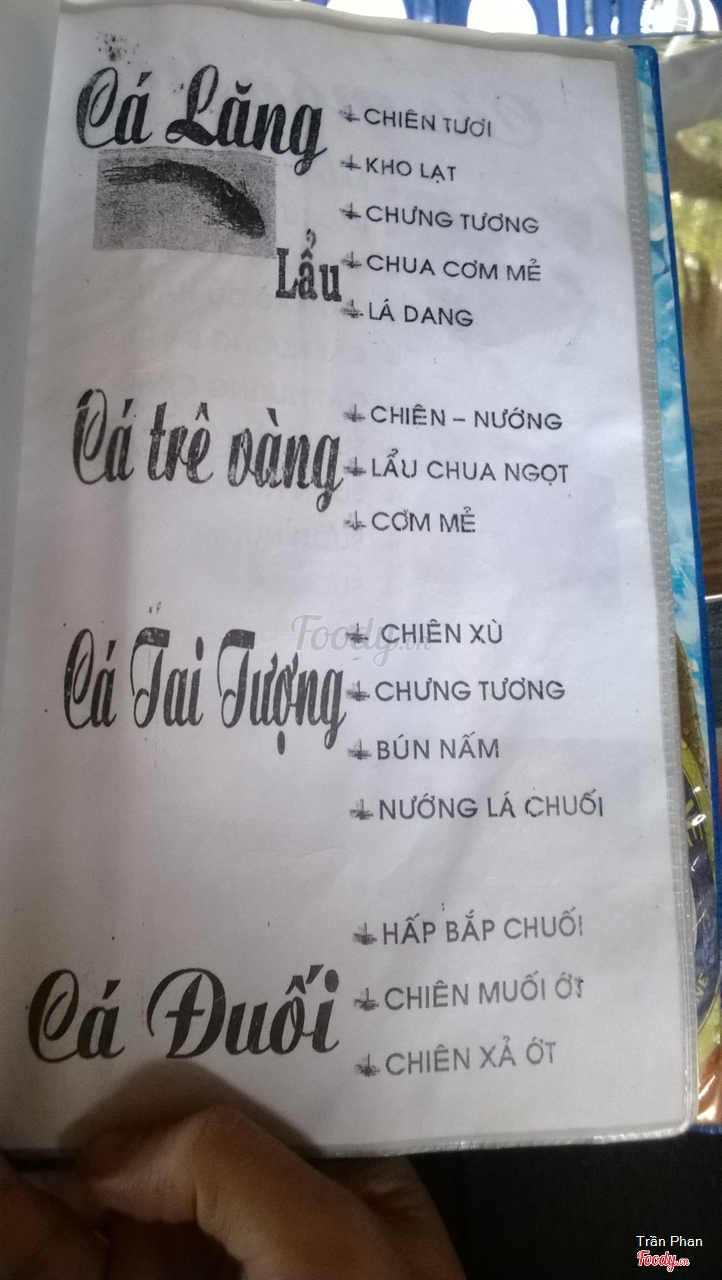 Cá Lăng
CHIÊN TƯƠI
KHO LẠT
CHƯNG TƯƠNG
Lẩu
CHUA CƠM MẺ
LÁ DANG
Cá trê vàng
CHIÊN – NƯỚNG
LẨU CHUA NGỌT
CƠM MẺ
Cá Tai Tượng
CHIÊN XÙ
CHƯNG TƯƠNG
BÚN NẤM
NƯỚNG LÁ CHUỐI
Cá Đuối
HẤP BẮP CHUỐI
CHIÊN MUỐI ỚT
CHIÊN XẢ ỚT
Foody.vn
Trần Phan
Foody.vn